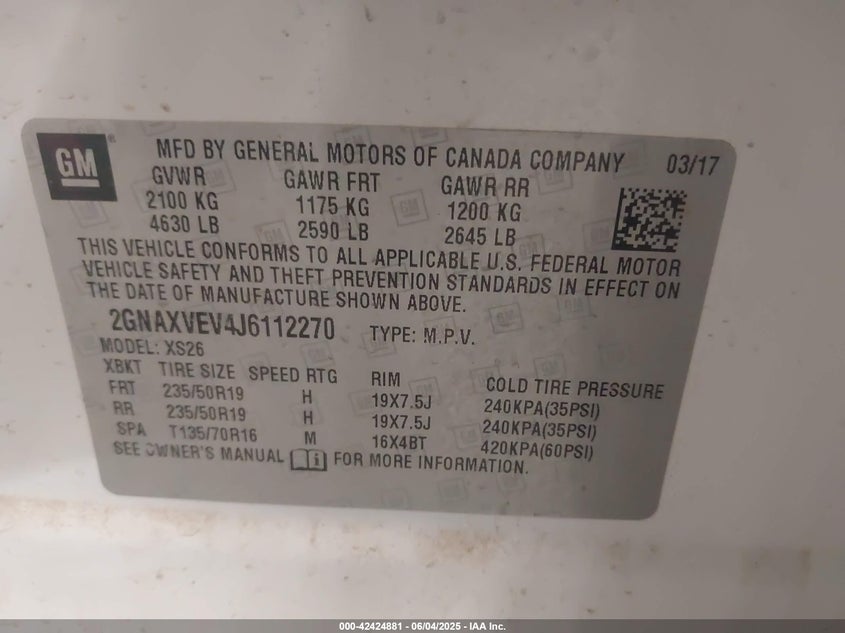 GM ® MFD BY GENERAL MOTORS OF CANADA COMPANY 03/17
GVWR GAWR FRT GAWR RR
2100 KG 1175 KG 1200 KG
4630 LB 2590 LB 2645 LB
THIS VEHICLE CONFORMS TO ALL APPLICABLE U.S. FEDERAL MOTOR
VEHICLE SAFETY AND THEFT PREVENTION STANDARDS IN EFFECT ON
THE DATE OF MANUFACTURE SHOWN ABOVE.
2GNAXVEV4J6112270 TYPE: M.P.V.
MODEL: XS26
XBKT TIRE SIZE SPEED RTG RIM COLD TIRE PRESSURE
FRT 235/50R19 H 19X7.5J 240KPA(35PSI)
RR 235/50R19 H 19X7.5J 240KPA(35PSI)
SPA T135/70R16 M 16X4BT 420KPA(60PSI)
SEE OWNER'S MANUAL FOR MORE INFORMATION.
000-42424881 - 06/04/2025 - IAA Inc.